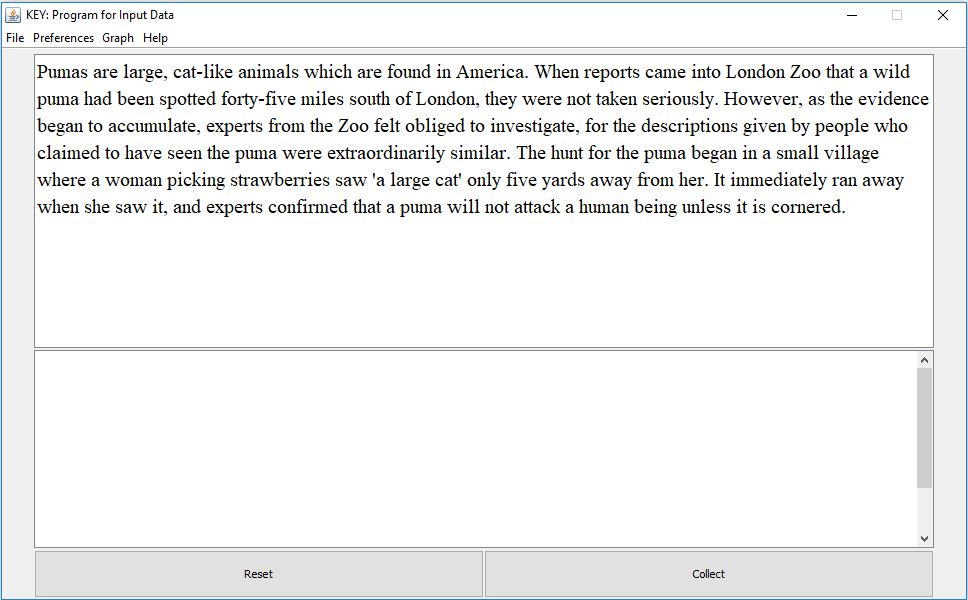 KEY: Program for Input Data
File Preferences Graph Help
Pumas are large, cat-like animals which are found in America. When reports came into London Zoo that a wild
puma had been spotted forty-five miles south of London, they were not taken seriously. However, as the evidence
began to accumulate, experts from the Zoo felt obliged to investigate, for the descriptions given by people who
claimed to have seen the puma were extraordinarily similar. The hunt for the puma began in a small village
where a woman picking strawberries saw 'a large cat' only five yards away from her. It immediately ran away
when she saw it, and experts confirmed that a puma will not attack a human being unless it is cornered.
Reset Collect